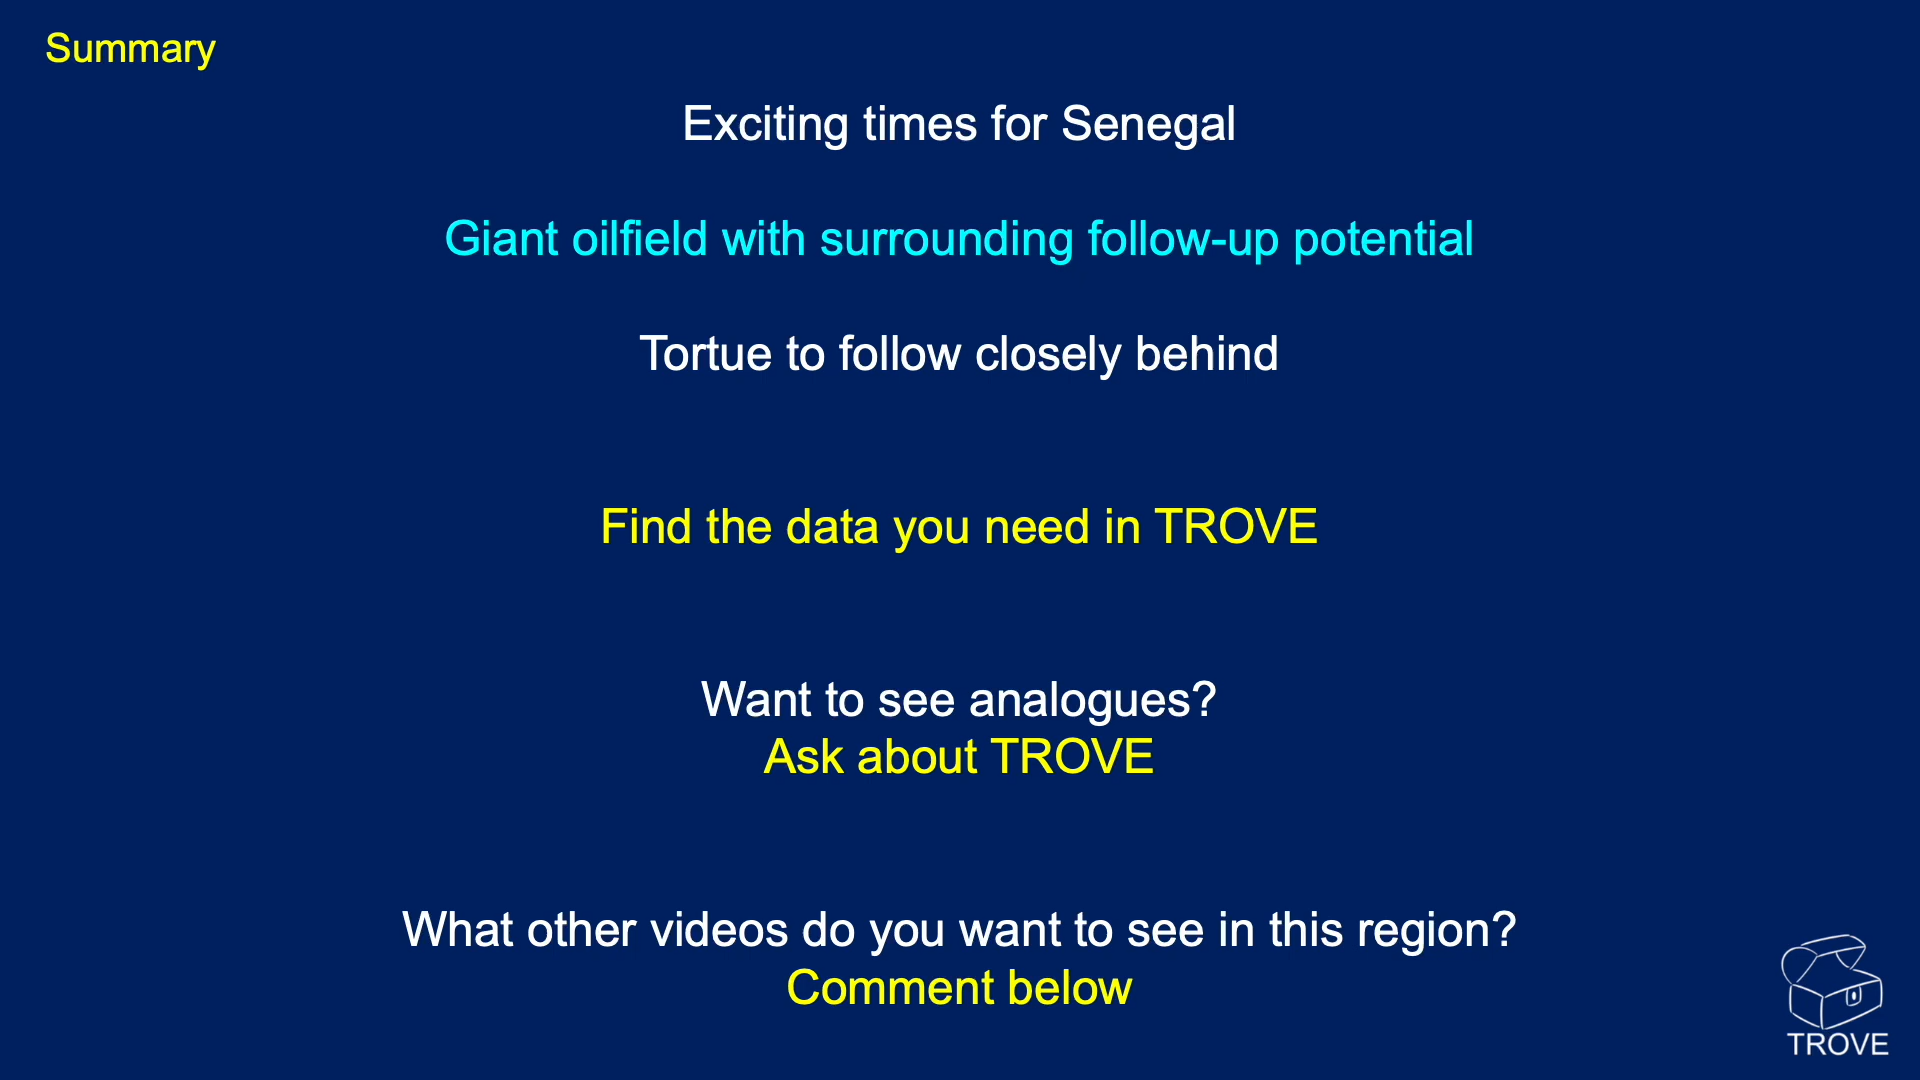 Summary
Exciting times for Senegal
Giant oilfield with surrounding follow-up potential
Tortue to follow closely behind
Find the data you need in TROVE
Want to see analogues?
Ask about TROVE
What other videos do you want to see in this region?
Comment below
TROVE